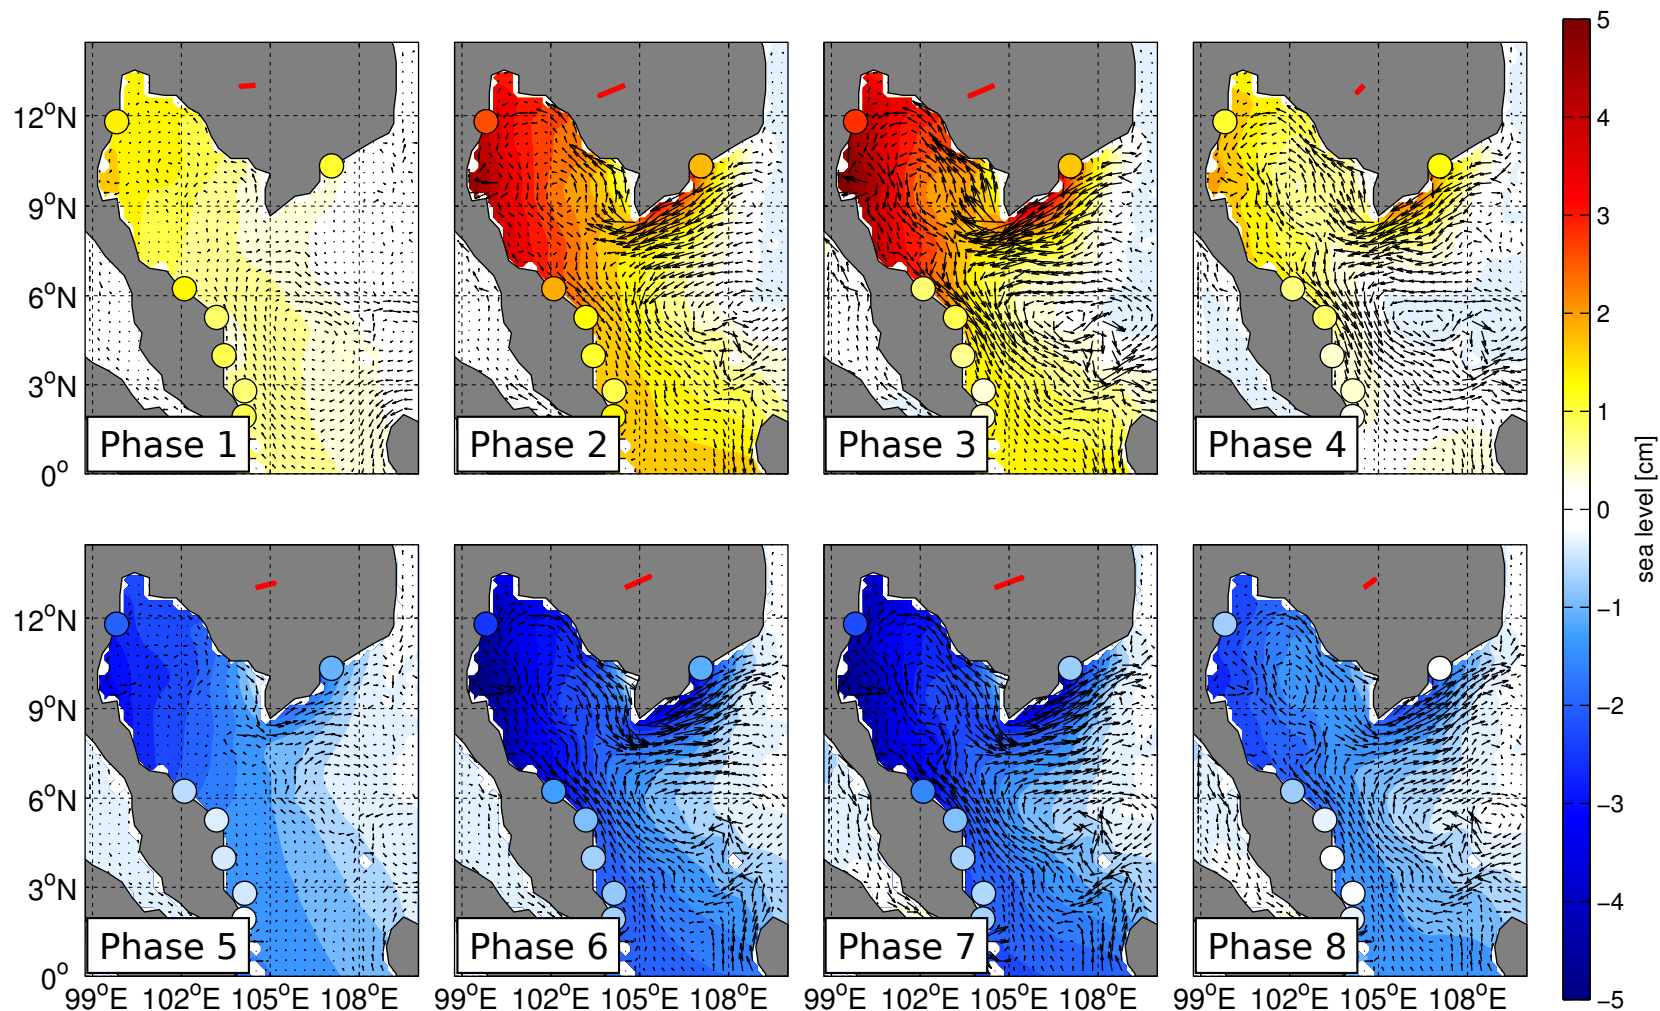 5
4
3
2
1
0
−1
−2
−3
−4
−5
sea level [cm]
12°N
9°N
6°N
3°N
0°
Phase 1
Phase 2
Phase 3
Phase 4
12°N
9°N
6°N
3°N
0°
Phase 5
Phase 6
Phase 7
Phase 8
99°E 102°E 105°E 108°E
99°E 102°E 105°E 108°E
99°E 102°E 105°E 108°E
99°E 102°E 105°E 108°E